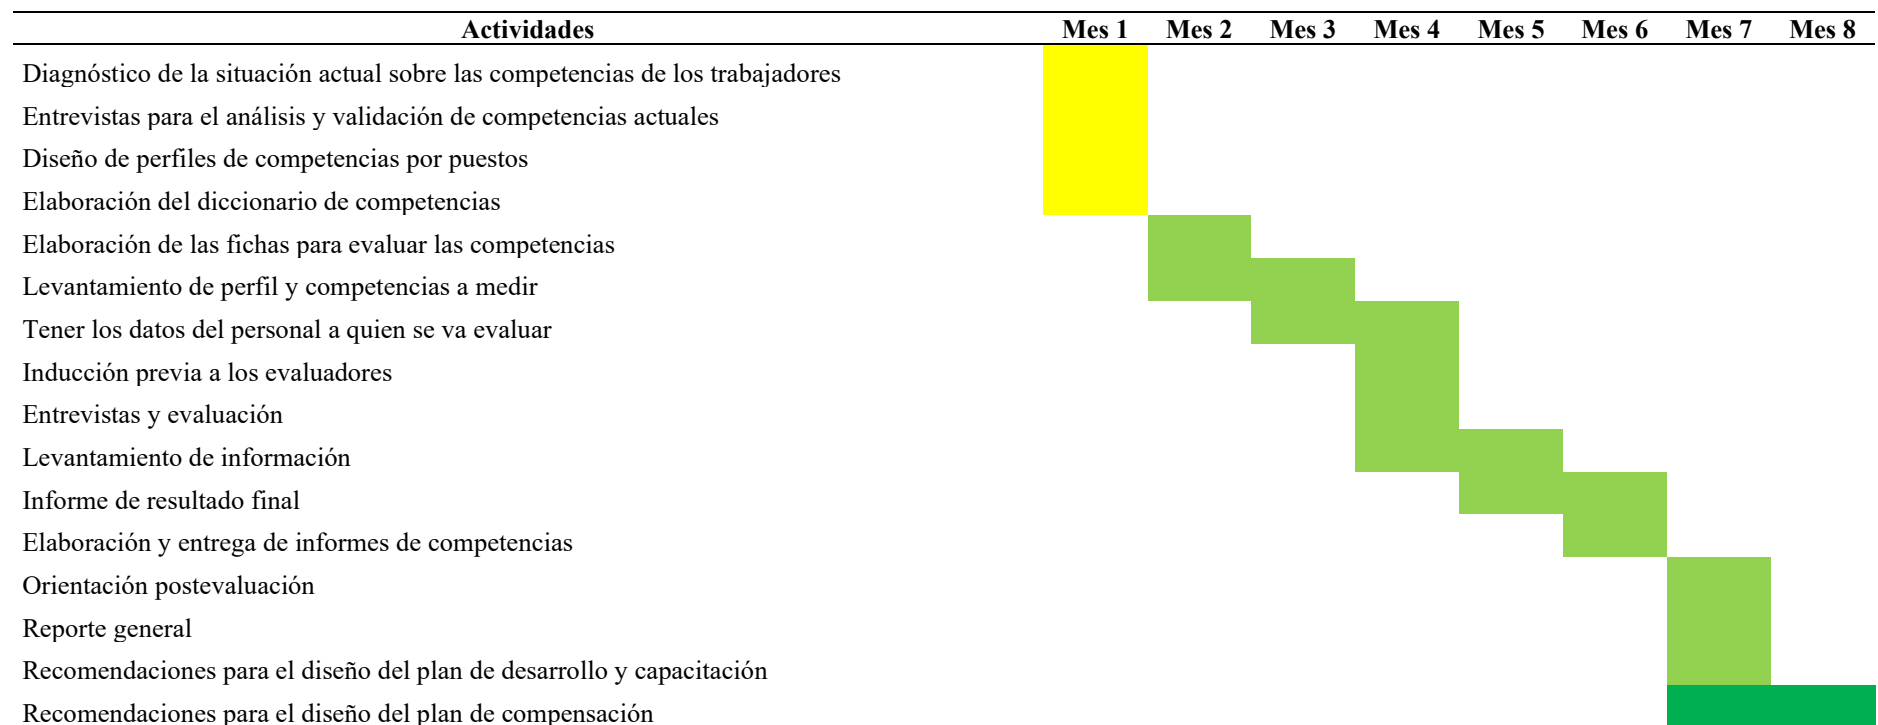 Actividades Mes 1 Mes 2 Mes 3 Mes 4 Mes 5 Mes 6 Mes 7 Mes 8
Diagnóstico de la situación actual sobre las competencias de los trabajadores
Entrevistas para el análisis y validación de competencias actuales
Diseño de perfiles de competencias por puestos
Elaboración del diccionario de competencias
Elaboración de las fichas para evaluar las competencias
Levantamiento de perfil y competencias a medir
Tener los datos del personal a quien se va evaluar
Inducción previa a los evaluadores
Entrevistas y evaluación
Levantamiento de información
Informe de resultado final
Elaboración y entrega de informes de competencias
Orientación postevaluación
Reporte general
Recomendaciones para el diseño del plan de desarrollo y capacitación
Recomendaciones para el diseño del plan de compensación